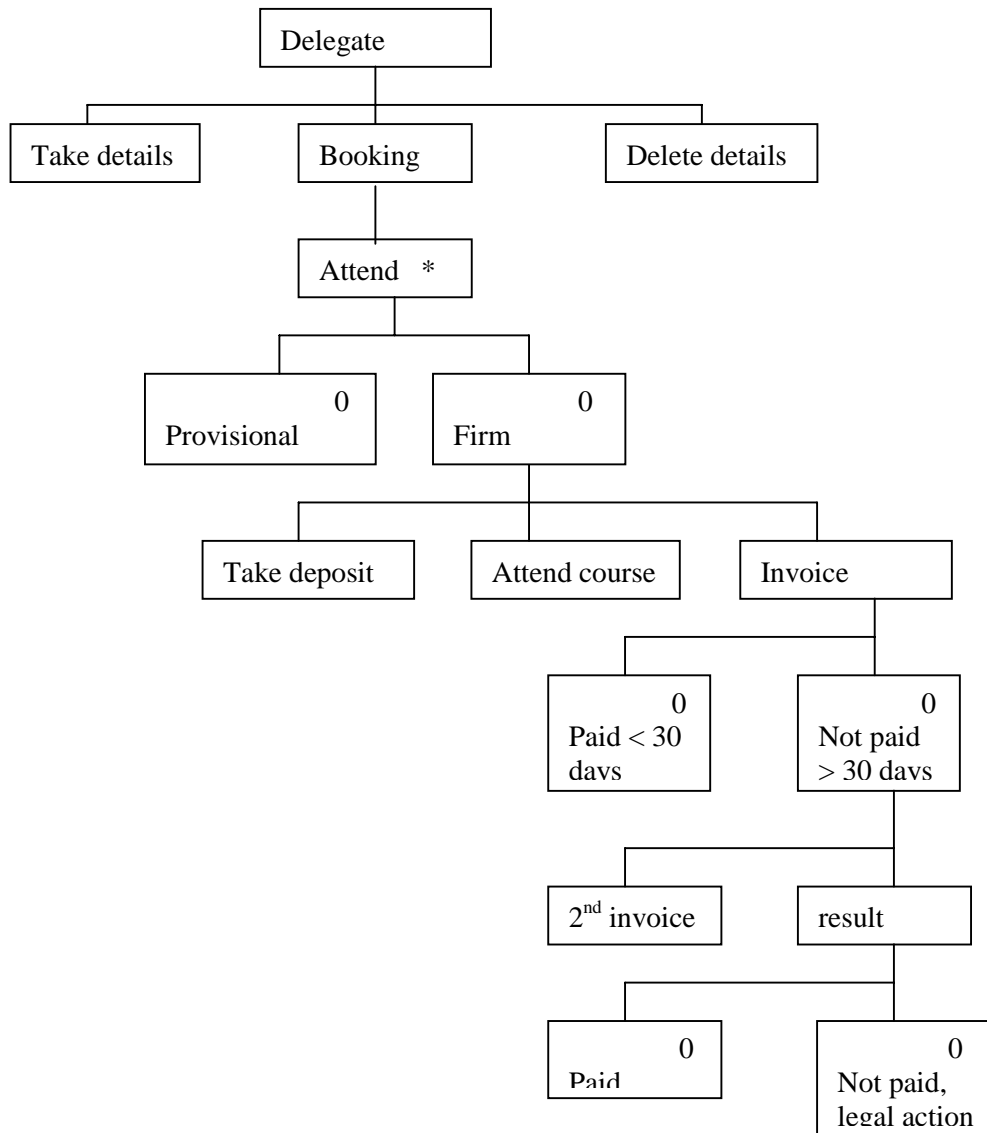 Delegate
Take details
Booking
Delete details
Attend *
0
Provisional
0
Firm
Take deposit
Attend course
Invoice
0
Paid < 30
days
0
Not paid
> 30 days
2nd invoice
result
0
Paid
0
Not paid,
legal action